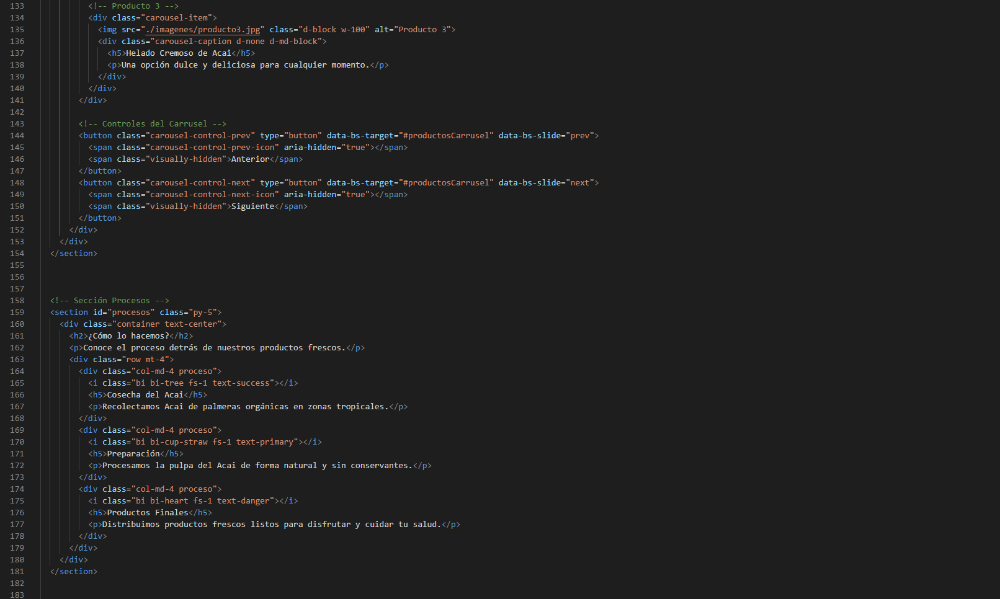 133 <!-- Producto 3 -->
134 <div class="carousel-item">
135 <img src="./imagenes/producto3.jpg" class="d-block w-100" alt="Producto 3">
136 <div class="carousel-caption d-none d-md-block">
137 <h5>Helado Cremoso de Acai</h5>
138 <p>Una opción dulce y deliciosa para cualquier momento.</p>
139 </div>
140 </div>
141 </div>
142
143 <!-- Controles del Carrusel -->
144 <button class="carousel-control-prev" type="button" data-bs-target="#productosCarrusel" data-bs-slide="prev">
145 <span class="carousel-control-prev-icon" aria-hidden="true"></span>
146 <span class="visually-hidden">Anterior</span>
147 </button>
148 <button class="carousel-control-next" type="button" data-bs-target="#productosCarrusel" data-bs-slide="next">
149 <span class="carousel-control-next-icon" aria-hidden="true"></span>
150 <span class="visually-hidden">Siguiente</span>
151 </button>
152 </div>
153 </div>
154 </section>
155
156
157
158 <!-- Sección Procesos -->
159 <section id="procesos" class="py-5">
160 <div class="container text-center">
161 <h2>¿Cómo lo hacemos?</h2>
162 <p>Conoce el proceso detrás de nuestros productos frescos.</p>
163 <div class="row mt-4">
164 <div class="col-md-4 proceso">
165 <i class="bi bi-tree fs-1 text-success"></i>
166 <h5>Cosecha del Acai</h5>
167 <p>Recolectamos Acai de palmeras orgánicas en zonas tropicales.</p>
168 </div>
169 <div class="col-md-4 proceso">
170 <i class="bi bi-cup-straw fs-1 text-primary"></i>
171 <h5>Preparación</h5>
172 <p>Procesamos la pulpa del Acai de forma natural y sin conservantes.</p>
173 </div>
174 <div class="col-md-4 proceso">
175 <i class="bi bi-heart fs-1 text-danger"></i>
176 <h5>Productos Finales</h5>
177 <p>Distribuimos productos frescos listos para disfrutar y cuidar tu salud.</p>
178 </div>
179 </div>
180 </div>
181 </section>
182
183